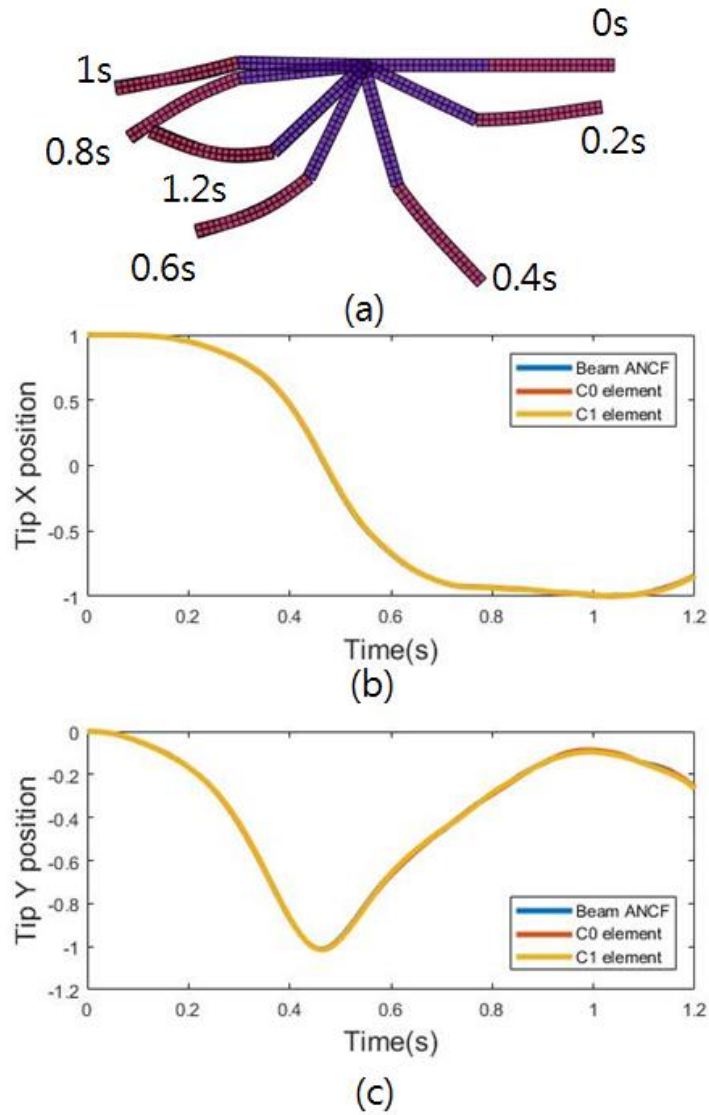 0s
1s
0.8s
0.2s
1.2s
0.6s
0.4s
(a)
1
0.5
0
-0.5
-1
Tip X position
Beam ANCF
C0 element
C1 element
0 0.2 0.4 0.6 0.8 1 1.2
Time(s)
(b)
0
-0.2
-0.4
-0.6
-0.8
-1
-1.2
Tip Y position
Beam ANCF
C0 element
C1 element
0 0.2 0.4 0.6 0.8 1 1.2
Time(s)
(c)